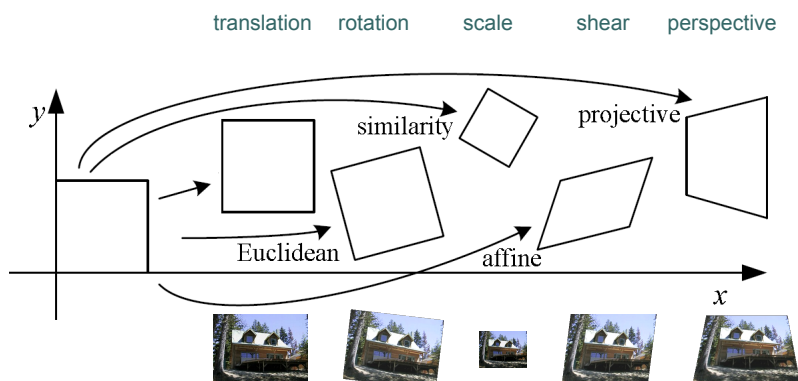 translation rotation scale shear perspective
y
similarity
projective
Euclidean
affine
x